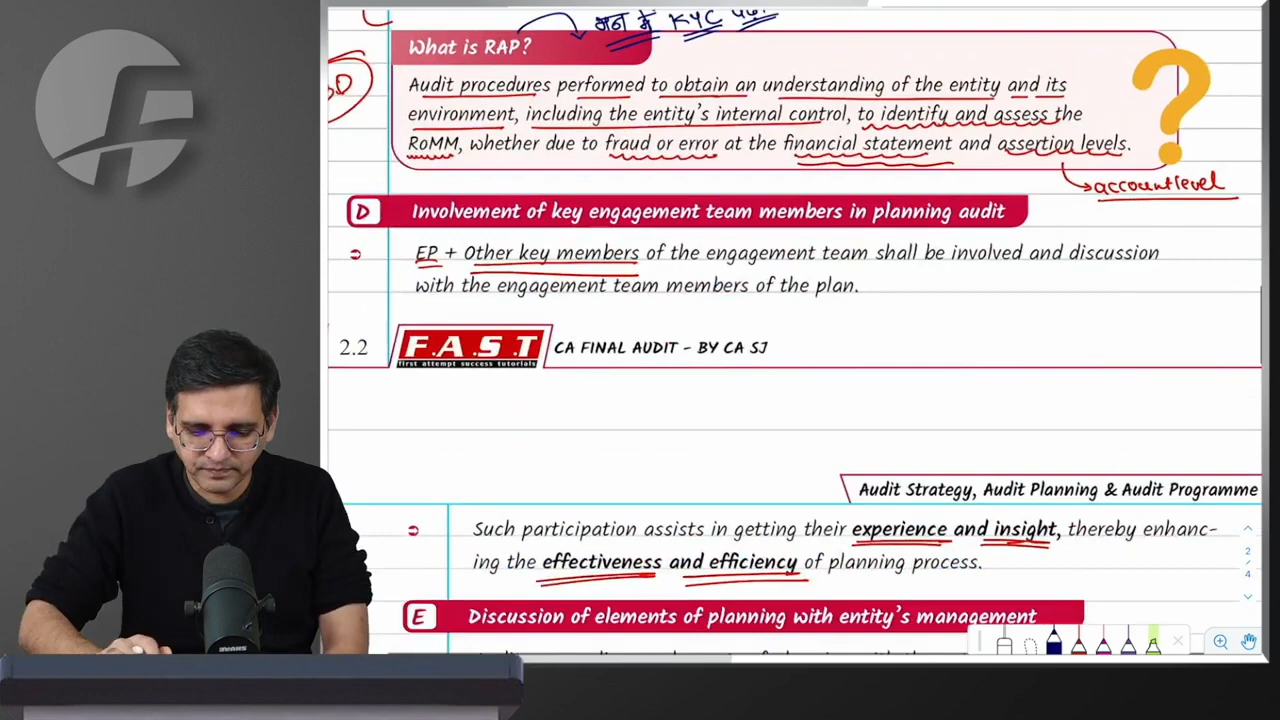 मन में KYC
What is RAP?
Audit procedures performed to obtain an understanding of the entity and its
environment, including the entity's internal control, to identify and assess the
RoMM, whether due to fraud or error at the financial statement and assertion levels.
?
account level
D Involvement of key engagement team members in planning audit
EP + Other key members of the engagement team shall be involved and discussion
with the engagement team members of the plan.
2.2 F.A.S.T CA FINAL AUDIT - BY CA SJ
first attempt success tutorials
Audit Strategy, Audit Planning & Audit Programme
Such participation assists in getting their experience and insight, thereby enhanc-
ing the effectiveness and efficiency of planning process.
2
4
E Discussion of elements of planning with entity's management